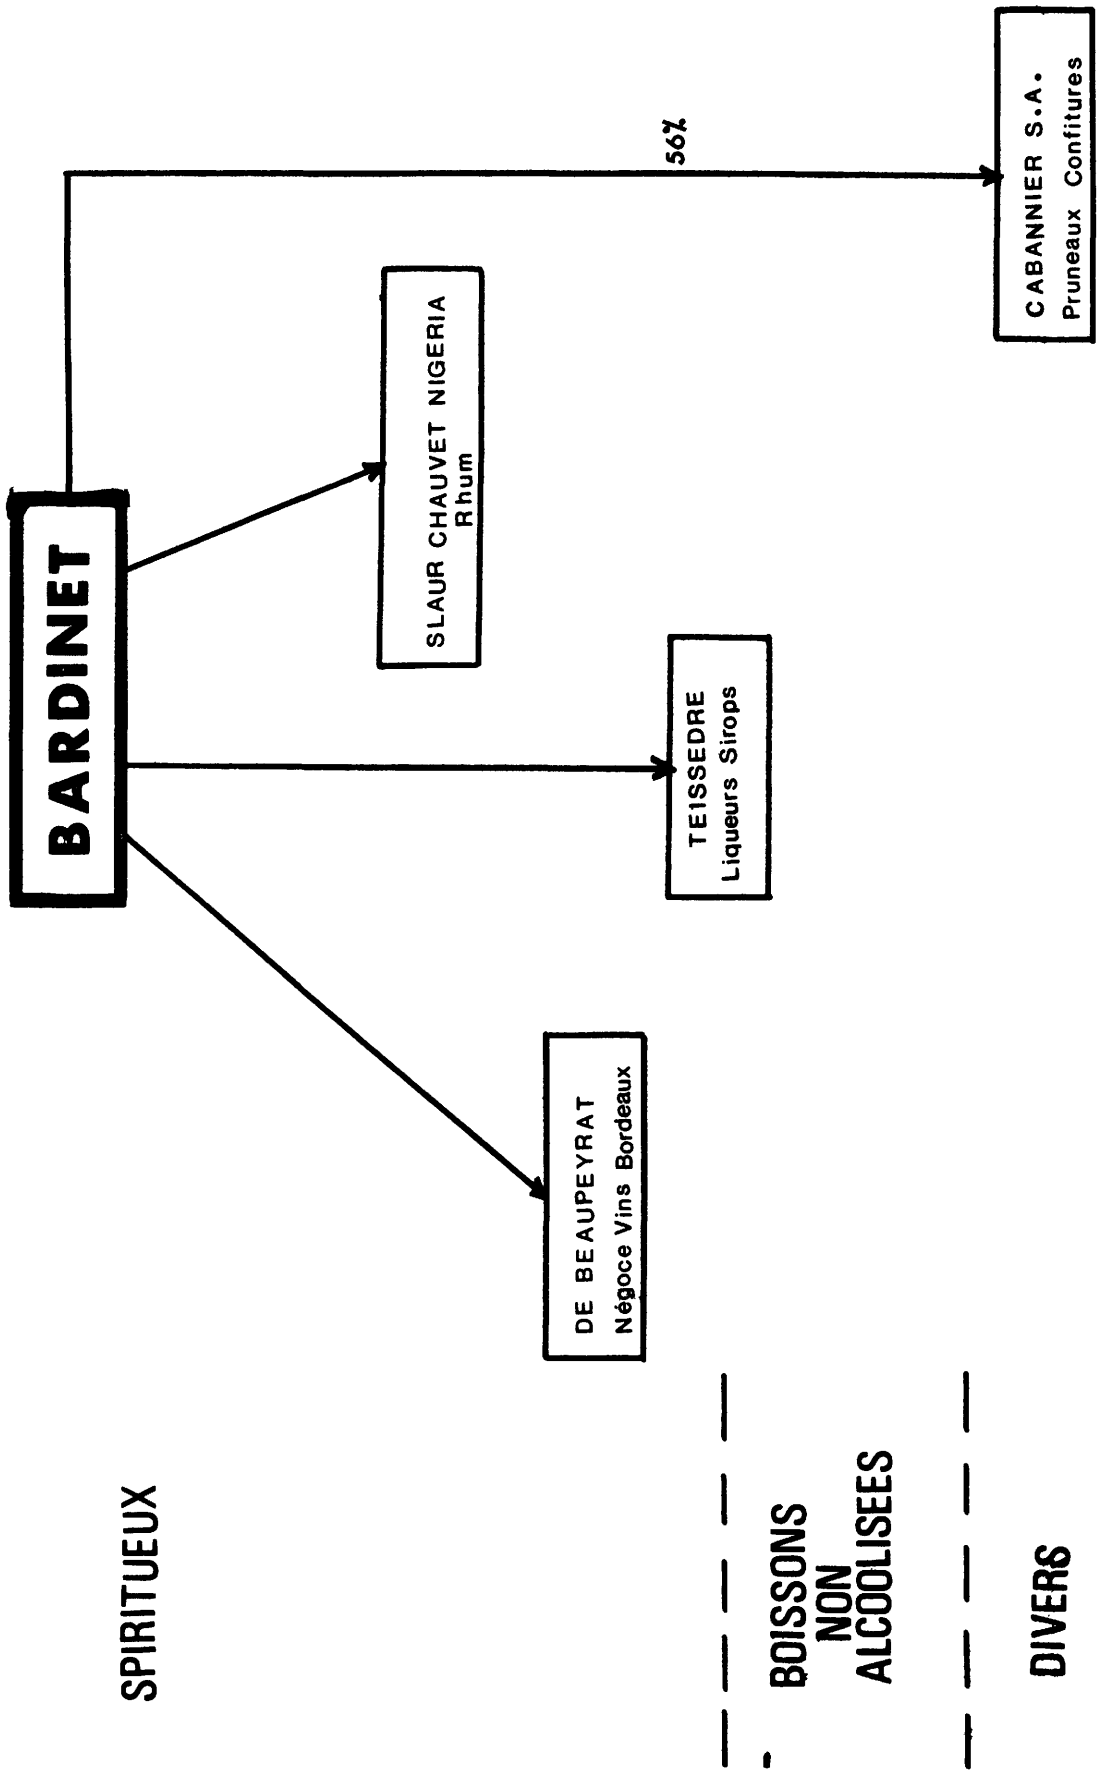 BARDINET
SPIRITUEUX
SLAUR CHAUVET NIGERIA
Rhum
DE BEAUPEYRAT
Négoce Vins Bordeaux
TEISSEDRE
Liqueurs Sirops
56%
BOISSONS
NON
ALCOOLISEES
DIVERS
CABANNIER S.A.
Pruneaux Confitures